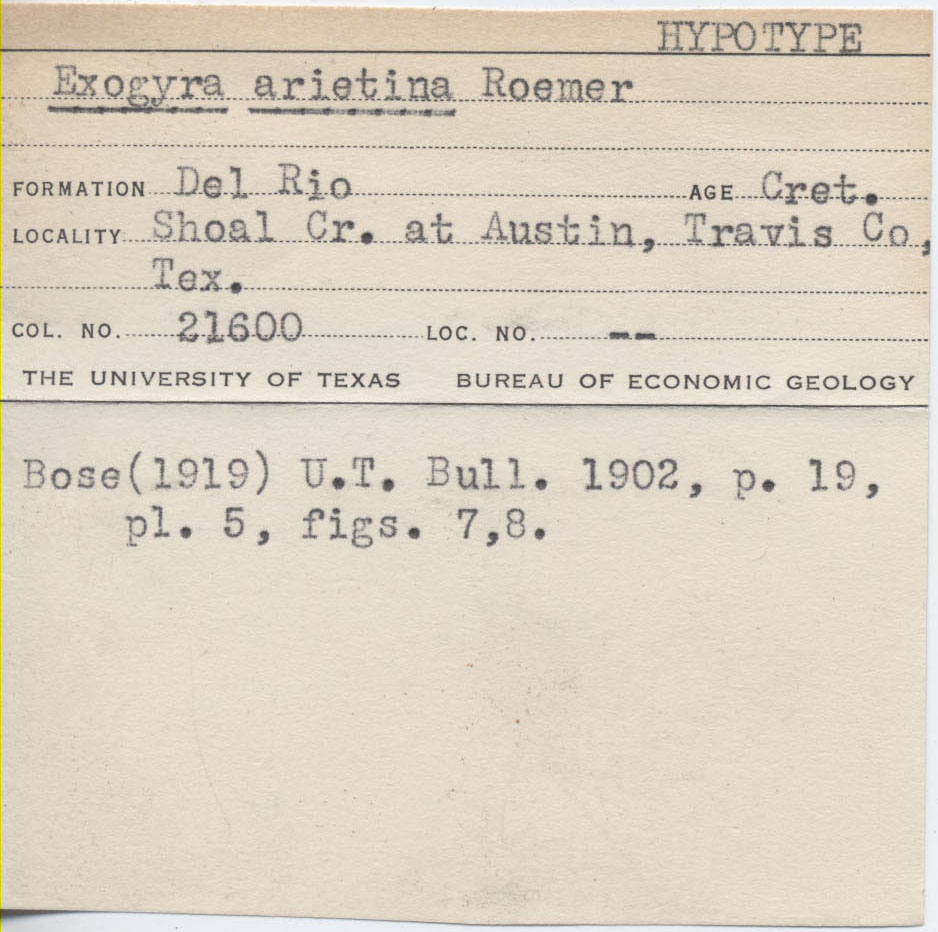 HYPOTYPE
Exogyra arietina Roemer
FORMATION Del Rio AGE Cret.
LOCALITY Shoal Cr. at Austin, Travis Co,
Tex.
COL. NO. 21600 LOC. NO. --
THE UNIVERSITY OF TEXAS BUREAU OF ECONOMIC GEOLOGY
Bose(1919) U.T. Bull. 1902, p. 19,
pl. 5, figs. 7,8.